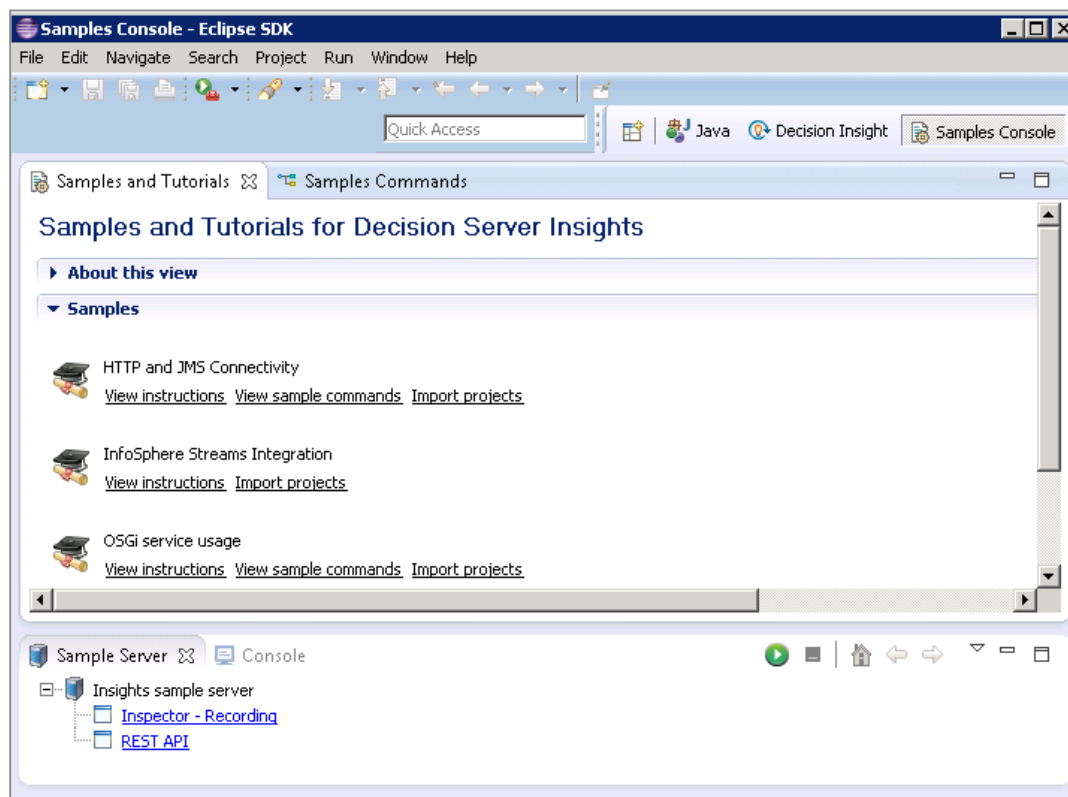 Samples Console - Eclipse SDK
File Edit Navigate Search Project Run Window Help
Quick Access Java Decision Insight Samples Console
Samples and Tutorials Samples Commands
Samples and Tutorials for Decision Server Insights
About this view
Samples
HTTP and JMS Connectivity
View instructions View sample commands Import projects
InfoSphere Streams Integration
View instructions Import projects
OSGi service usage
View instructions View sample commands Import projects
Sample Server Console
Insights sample server
Inspector - Recording
REST API